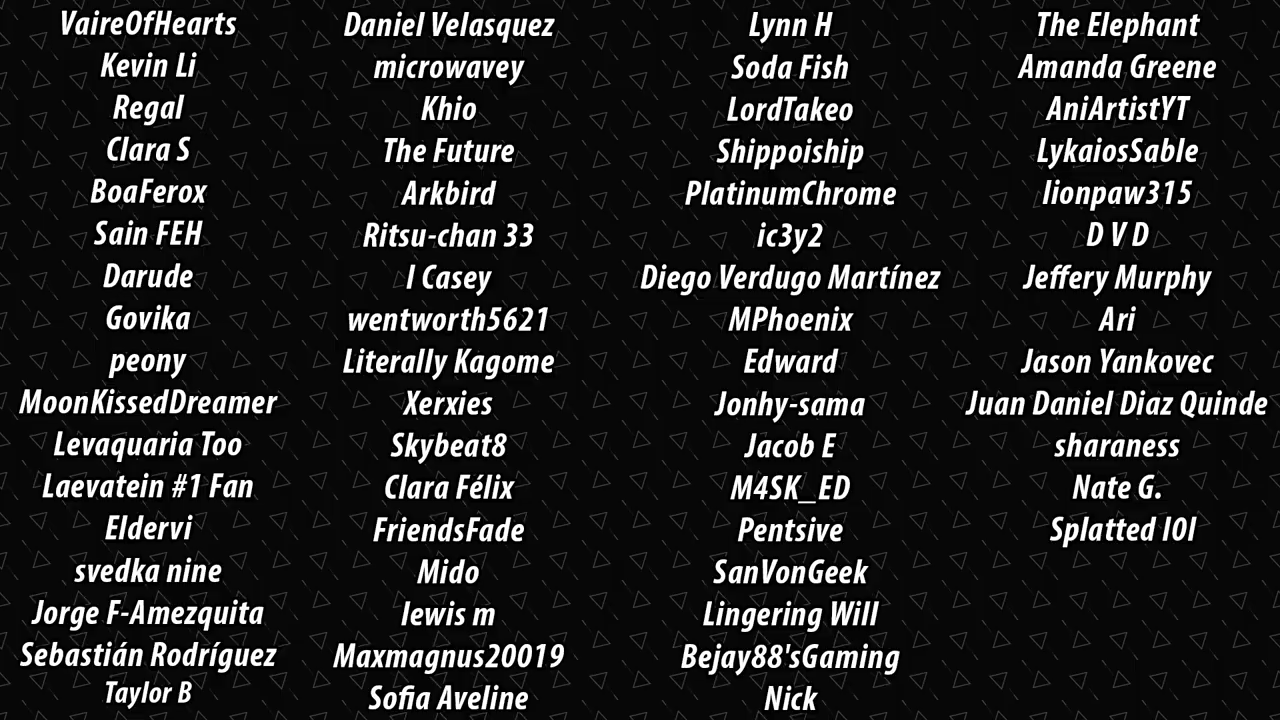 VaireOfHearts
Kevin Li
Regal
Clara S
BoaFerox
Sain FEH
Darude
Govika
peony
MoonKissedDreamer
Levaquaria Too
Laevatein #1 Fan
Eldervi
svedka nine
Jorge F-Amezquita
Sebastián Rodríguez
Taylor B
Daniel Velasquez
microwavey
Khio
The Future
Arkbird
Ritsu-chan 33
I Casey
wentworth5621
Literally Kagome
Xerxies
Skybeat8
Clara Félix
FriendsFade
Mido
lewis m
Maxmagnus20019
Sofia Aveline
Lynn H
Soda Fish
LordTakeo
Shippoiship
PlatinumChrome
ic3y2
Diego Verdugo Martínez
MPhoenix
Edward
Jonhy-sama
Jacob E
M4SK_ED
Pentsive
SanVonGeek
Lingering Will
Bejay88'sGaming
Nick
The Elephant
Amanda Greene
AniArtistYT
LykaiosSable
lionpaw315
D V D
Jeffery Murphy
Ari
Jason Yankovec
Juan Daniel Diaz Quinde
sharaness
Nate G.
Splatted I0I